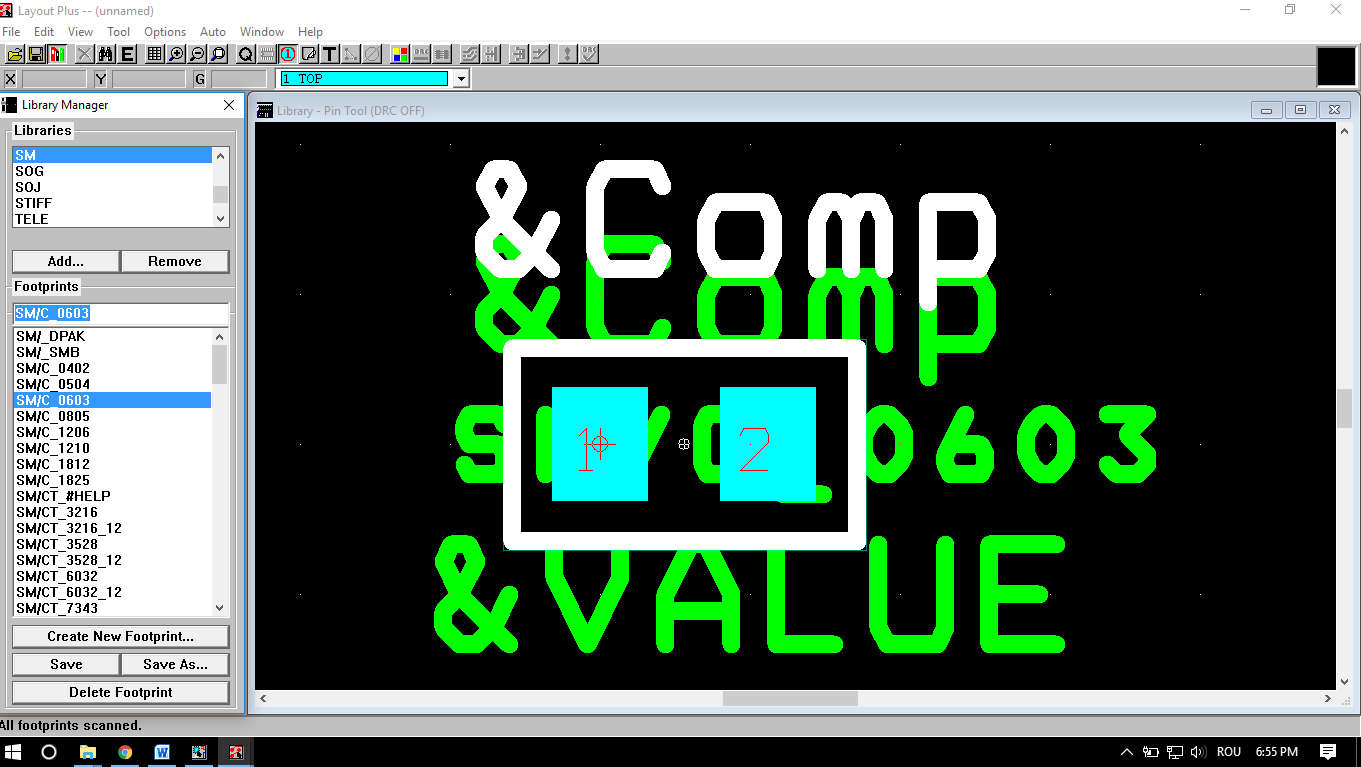 Layout Plus -- (unnamed)
File Edit View Tool Options Auto Window Help
E Q 1 T DRC
X Y G 1 TOP
Library Manager
Libraries
SM
SOG
SOJ
STIFF
TELE
Add... Remove
Footprints
SM/C_0603
SM/_DPAK
SM/_SMB
SM/C_0402
SM/C_0504
SM/C_0603
SM/C_0805
SM/C_1206
SM/C_1210
SM/C_1812
SM/C_1825
SM/CT_#HELP
SM/CT_3216
SM/CT_3216_12
SM/CT_3528
SM/CT_3528_12
SM/CT_6032
SM/CT_6032_12
SM/CT_7343
Create New Footprint...
Save Save As...
Delete Footprint
Library - Pin Tool (DRC OFF)
&Comp
&Comp
SM/C_0603
1 2
&VALUE
All footprints scanned.
W ROU 6:55 PM